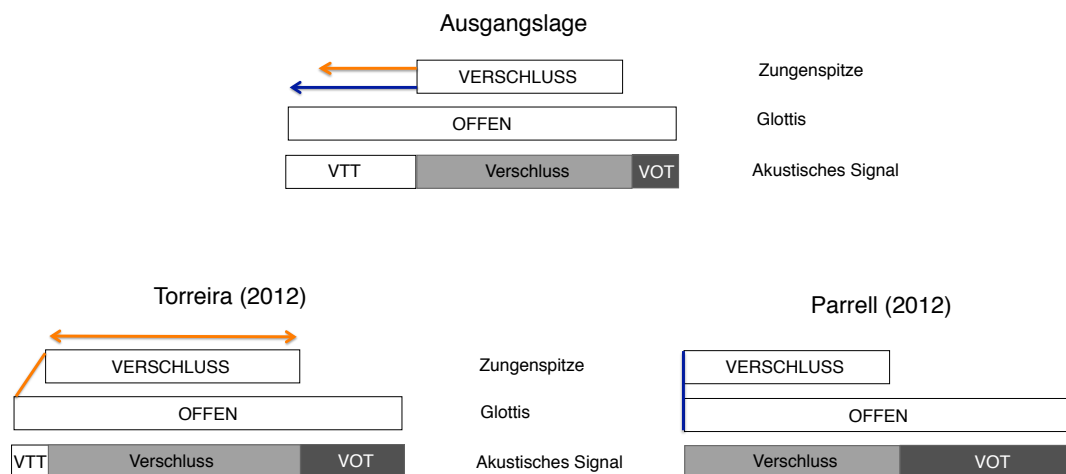 Ausgangslage
VERSCHLUSS Zungenspitze
OFFEN Glottis
VTT Verschluss VOT Akustisches Signal
Torreira (2012)
VERSCHLUSS Zungenspitze
OFFEN Glottis
VTT Verschluss VOT Akustisches Signal
Parrell (2012)
VERSCHLUSS
OFFEN
Verschluss VOT